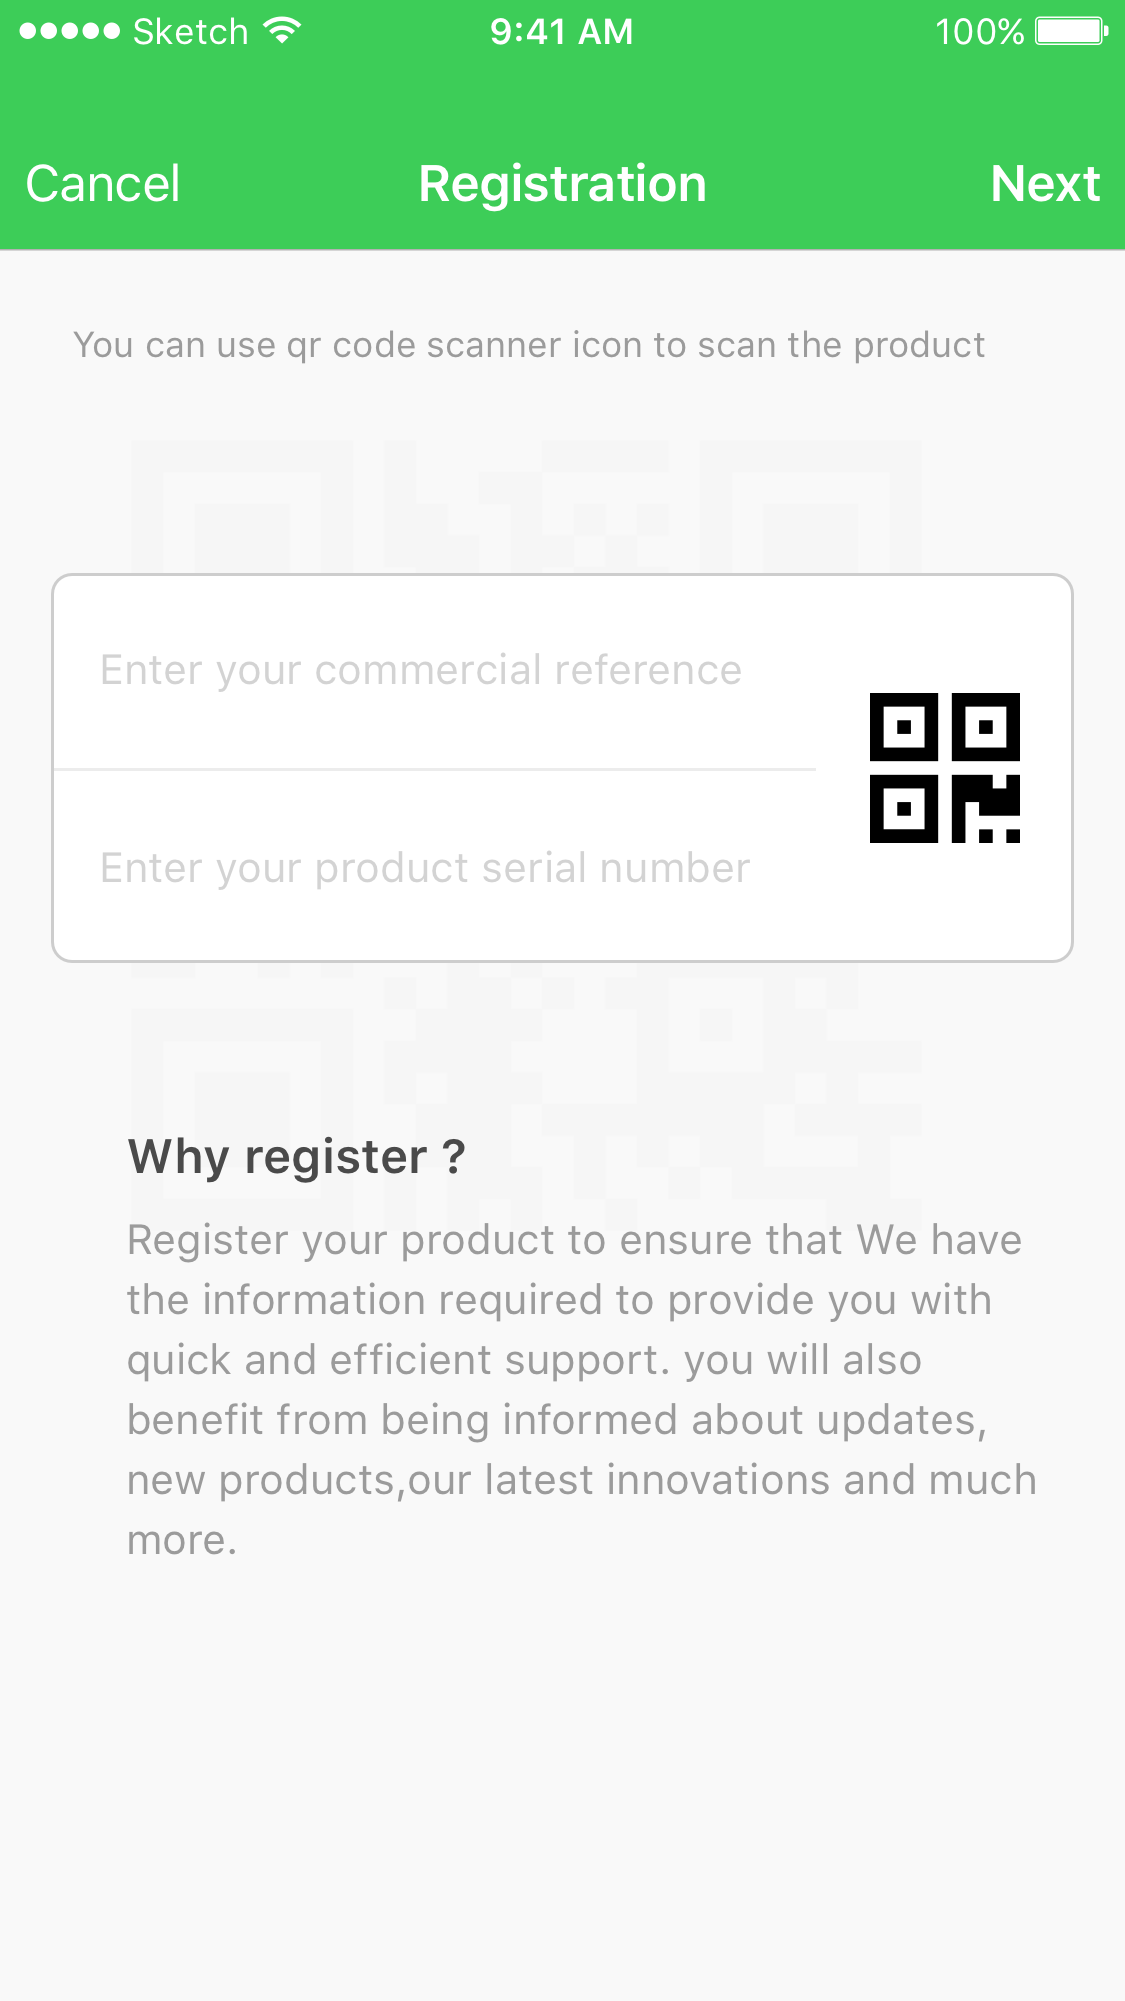 Sketch 9:41 AM 100%
Cancel Registration Next
You can use qr code scanner icon to scan the product
Enter your commercial reference
Enter your product serial number
Why register ?
Register your product to ensure that We have
the information required to provide you with
quick and efficient support. you will also
benefit from being informed about updates,
new products,our latest innovations and much
more.